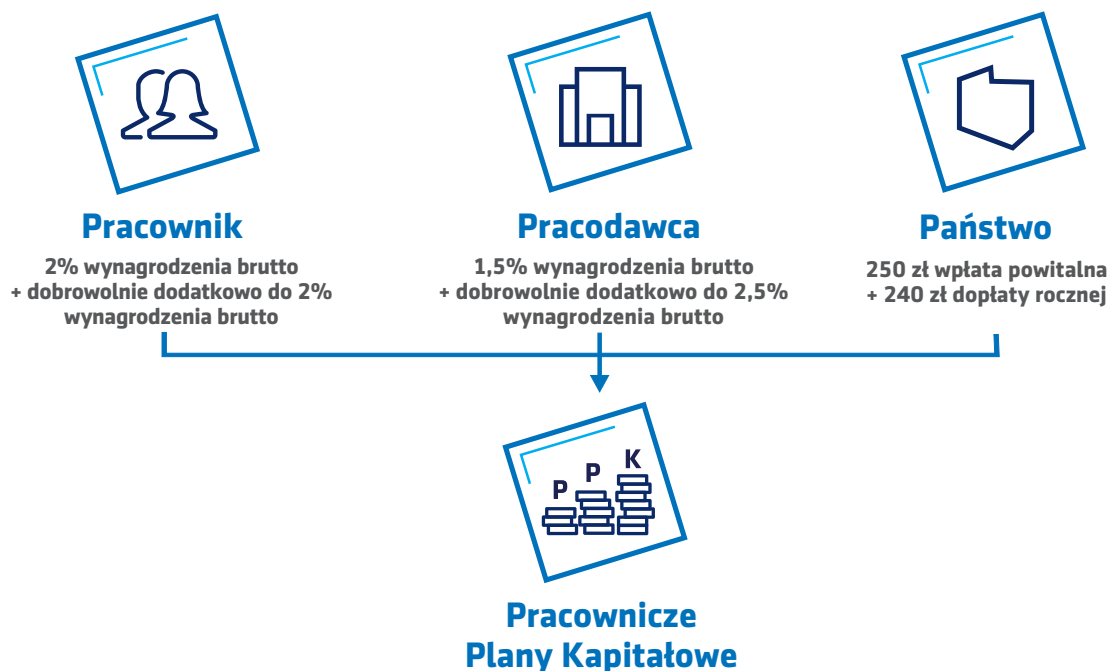 Pracownik
2% wynagrodzenia brutto
+ dobrowolnie dodatkowo do 2%
wynagrodzenia brutto
Pracodawca
1,5% wynagrodzenia brutto
+ dobrowolnie dodatkowo do 2,5%
wynagrodzenia brutto
Państwo
250 zł wpłata powitalna
+ 240 zł dopłaty rocznej
P P K
Pracownicze
Plany Kapitałowe